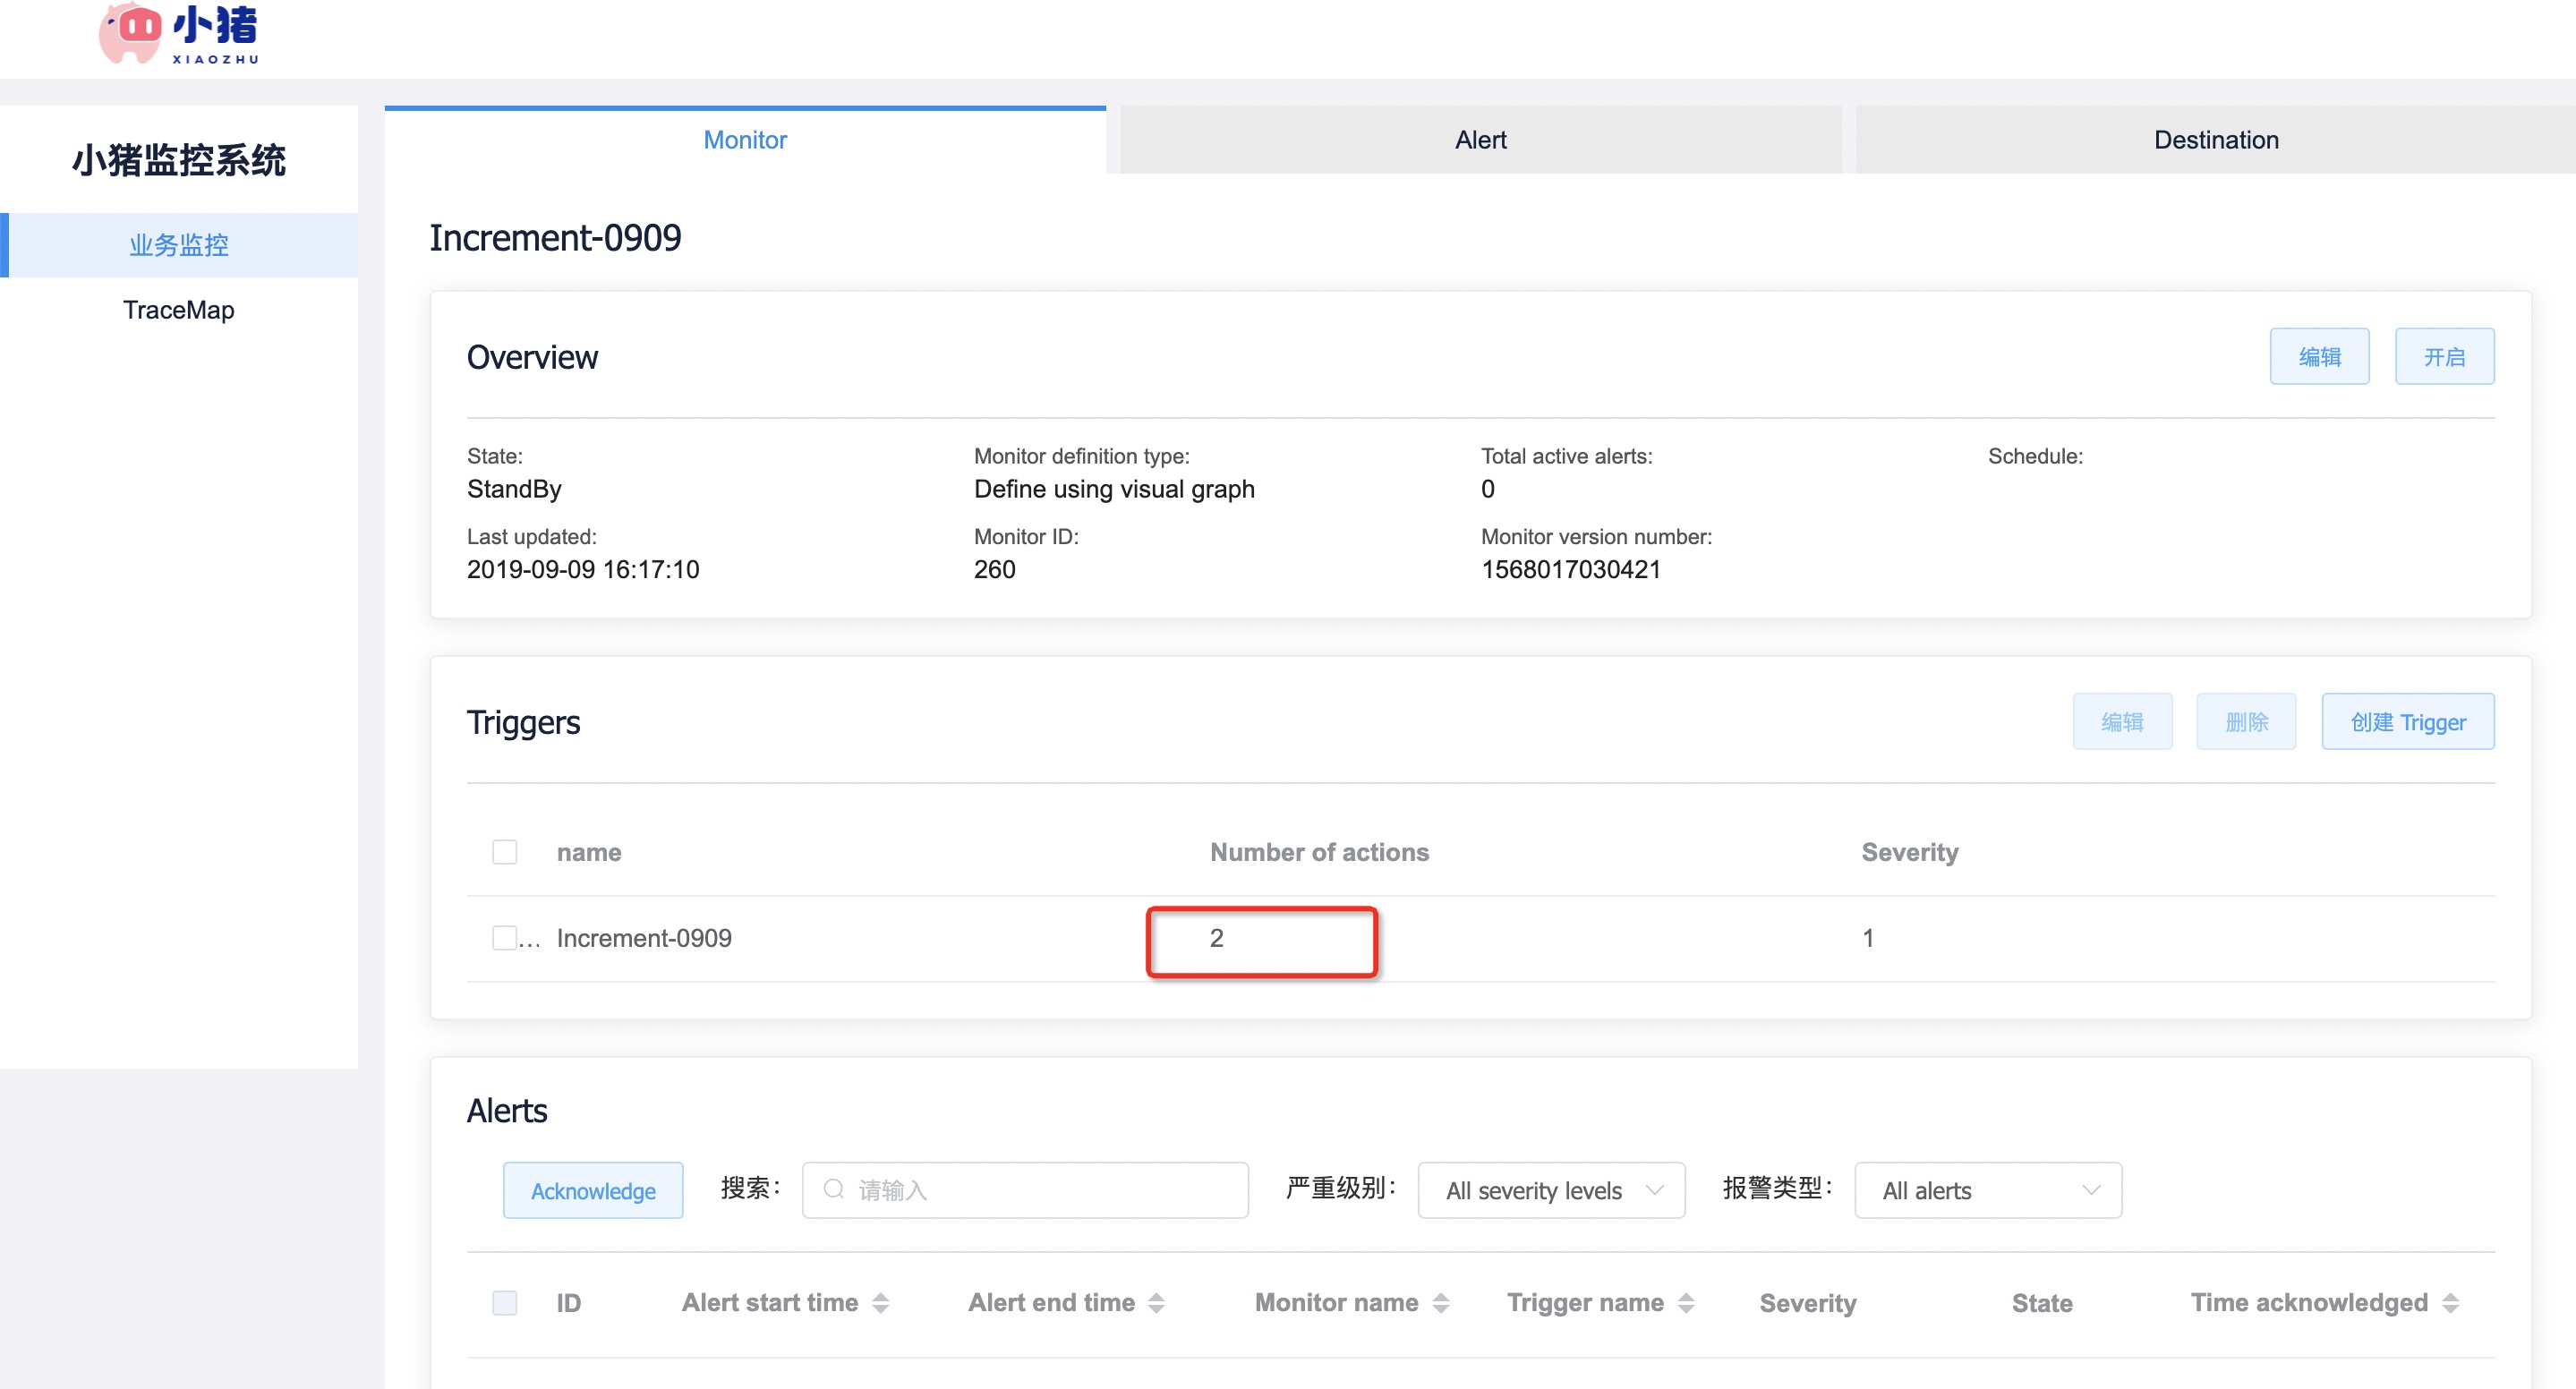 小猪
XIAOZHU
小猪监控系统
业务监控
TraceMap
Monitor
Alert
Destination
Increment-0909
Overview
编辑
开启
State:
StandBy
Monitor definition type:
Define using visual graph
Total active alerts:
0
Schedule:
Last updated:
2019-09-09 16:17:10
Monitor ID:
260
Monitor version number:
1568017030421
Triggers
编辑
删除
创建 Trigger
name
Number of actions
Severity
... Increment-0909
2
1
Alerts
Acknowledge
搜索：
请输入
严重级别：
All severity levels
报警类型：
All alerts
ID
Alert start time
Alert end time
Monitor name
Trigger name
Severity
State
Time acknowledged